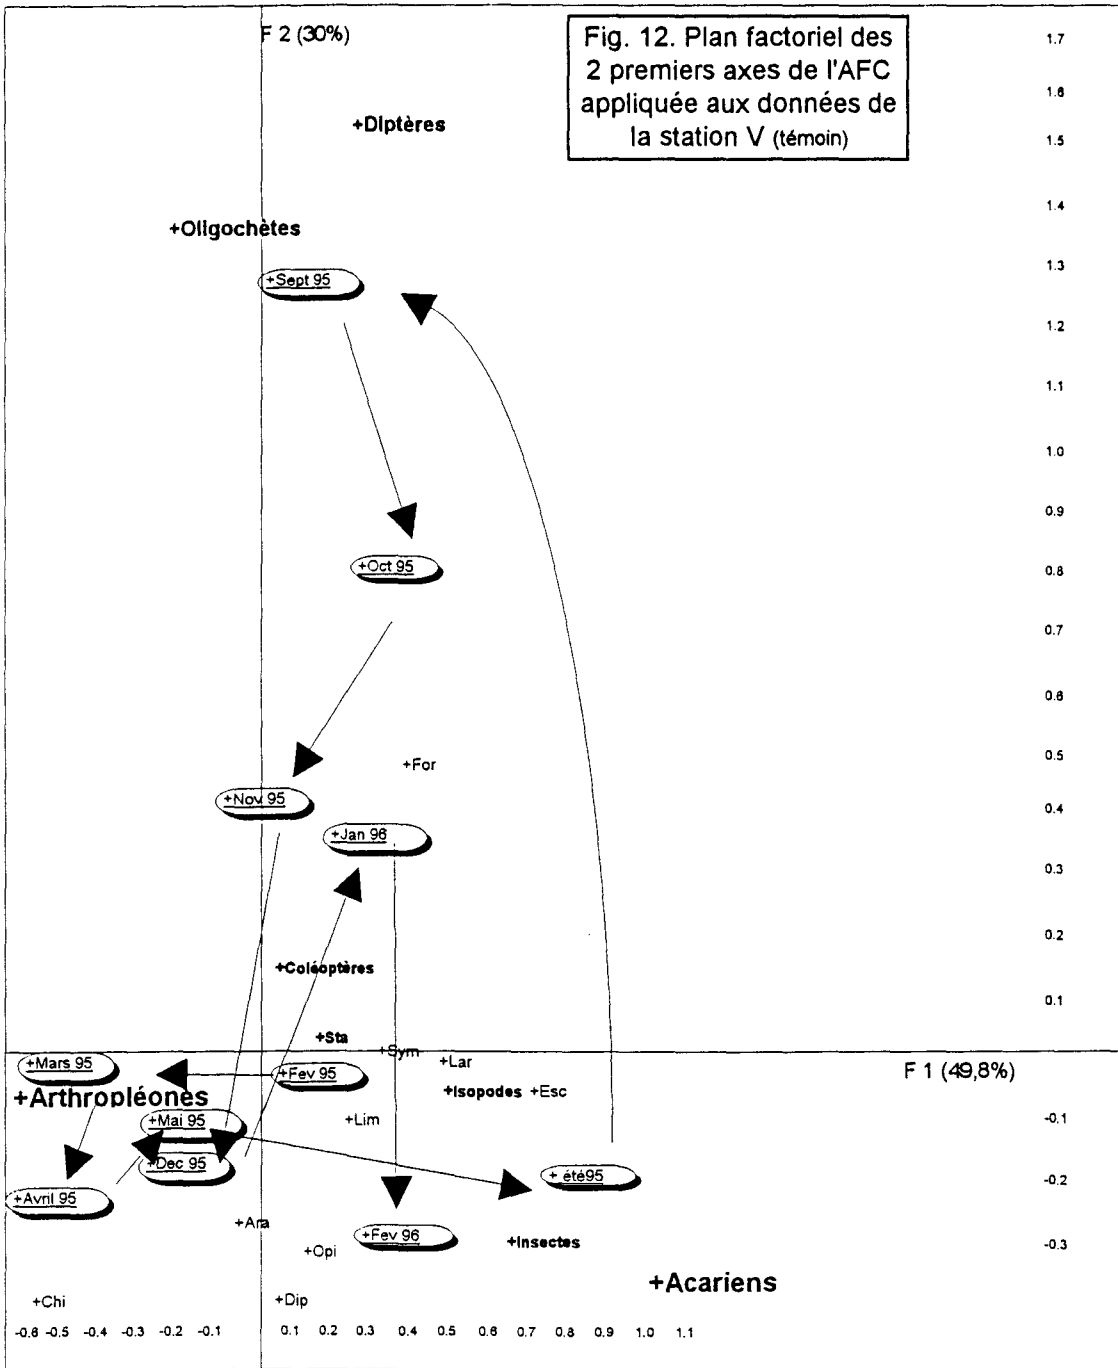 F 2 (30%)
Fig. 12. Plan factoriel des
2 premiers axes de l'AFC
appliquée aux données de
la station V (témoin)
1.7
1.6
+Diptères
1.5
1.4
+Oligochètes
1.3
+Sept 95
1.2
1.1
1.0
0.9
+Oct 95
0.8
0.7
0.6
+For
0.5
+Nov 95
0.4
+Jan 96
0.3
0.2
+Coléoptères
0.1
+Sta
+Sym
+Mars 95
+Lar
+Fev 95
F 1 (49,8%)
+Arthropléones
+Isopodes +Esc
+Mai 95
+Lim
-0.1
+Dec 95
+ été95
-0.2
+Avril 95
+Ara
+Fev 96
+Insectes
-0.3
+Opi
+Acariens
+Chi
+Dip
-0.6 -0.5 -0.4 -0.3 -0.2 -0.1 0.1 0.2 0.3 0.4 0.5 0.6 0.7 0.8 0.9 1.0 1.1